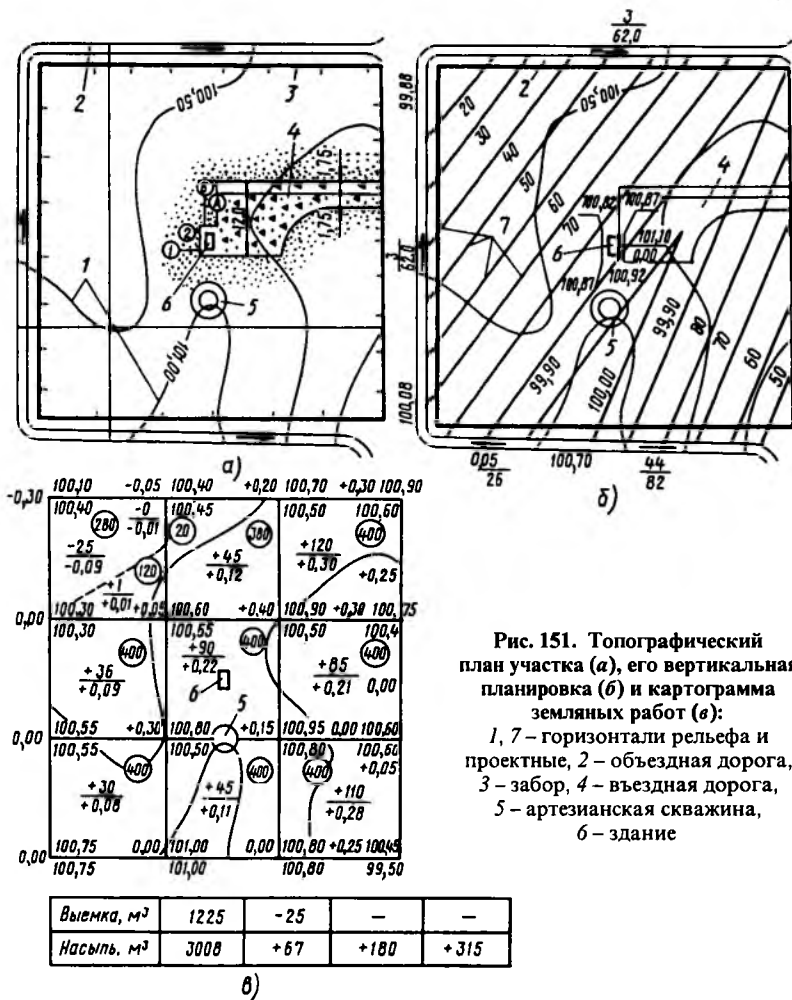 3
62,0
2
3
100,50
4
1,75
1,75
12,0
Б
А
2
1
6
5
1
101,00
а)
99,88
3
62,0
100,08
20
30
40
50
60
70
2
100,50
7
100,82
100,87
4
101,10
0,00
6
100,87
100,92
5
99,90
99,90
100,00
80
70
60
50
0,05
26
100,70
44
82
б)
-0,30
100,10 -0,05 100,40 +0,20 100,70 +0,30 100,90
100,40 280 -0 100,45 100,50 100,60
-0,01 20 380 400
-25 +45 +120
-0,09 120 +0,12 +0,30
+1 +0,25
+0,01
0,00 100,30 +0,05 100,60 +0,40 100,90 +0,30 100,75
100,30 100,55 100,50 100,4
400 +90 400 400
+36 +0,22 +85
+0,09 6 +0,21 0,00
5
0,00 100,55 +0,30 100,80 +0,15 100,95 0,00 100,60
100,55 100,50 100,80 100,60
400 400 400 +0,05
+30 +45 +110
+0,08 +0,11 +0,28
0,00 100,75 0,00 101,00 0,00 100,80 +0,25 100,45
100,75 101,00 100,80 99,50
Выемка, м³ 1225 -25 — —
Насыпь, м³ 3008 +67 +180 +315
в)
Рис. 151. Топографический
план участка (а), его вертикальная
планировка (б) и картограмма
земляных работ (в):
1, 7 – горизонтали рельефа и
проектные, 2 – объездная дорога,
3 – забор, 4 – въездная дорога,
5 – артезианская скважина,
6 – здание